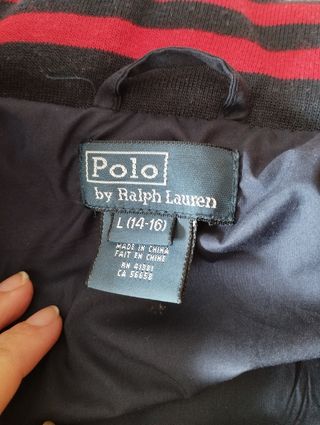 Polo
by Ralph Lauren
L (14-16)
MADE IN CHINA
FAIT EN CHINE
RN 41381
CA 56658